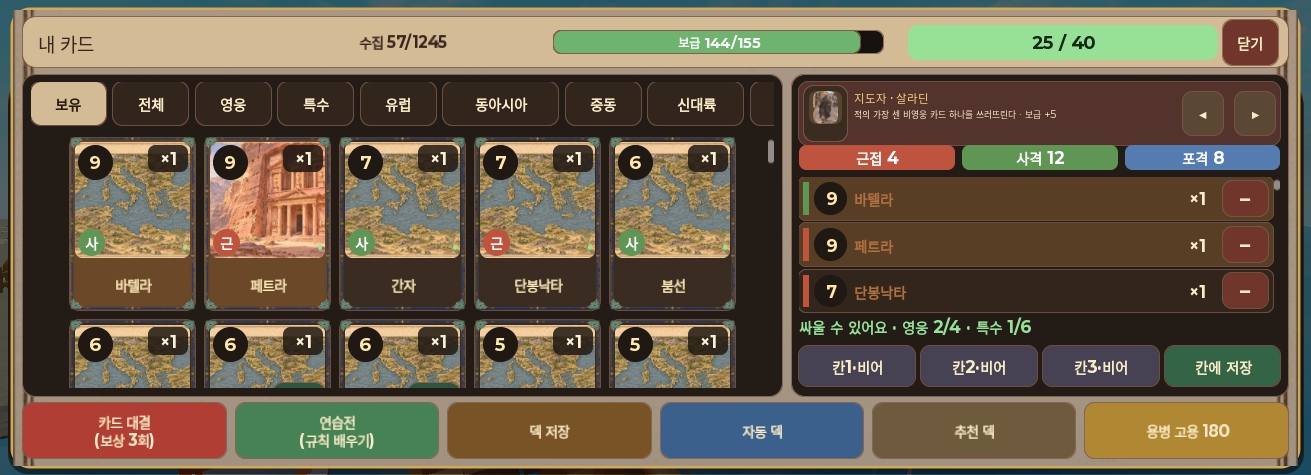 내 카드
수집 57/1245
보급 144/155
25 / 40
닫기
보유
전체
영웅
특수
유럽
동아시아
중동
신대륙
9
×1
사
바텔라
9
×1
근
페트라
7
×1
사
간자
7
×1
근
단봉낙타
6
×1
사
붐선
6
×1
6
×1
6
×1
5
×1
5
×1
지도자 · 살라딘
적의 가장 센 비영웅 카드 하나를 쓰러뜨린다 · 보급 +5
◄
►
근접 4
사격 12
포격 8
9
바텔라
×1
−
9
페트라
×1
−
7
단봉낙타
×1
−
싸울 수 있어요 · 영웅 2/4 · 특수 1/6
칸1·비어
칸2·비어
칸3·비어
칸에 저장
카드 대결
(보상 3회)
연습전
(규칙 배우기)
덱 저장
자동 덱
추천 덱
용병 고용 180